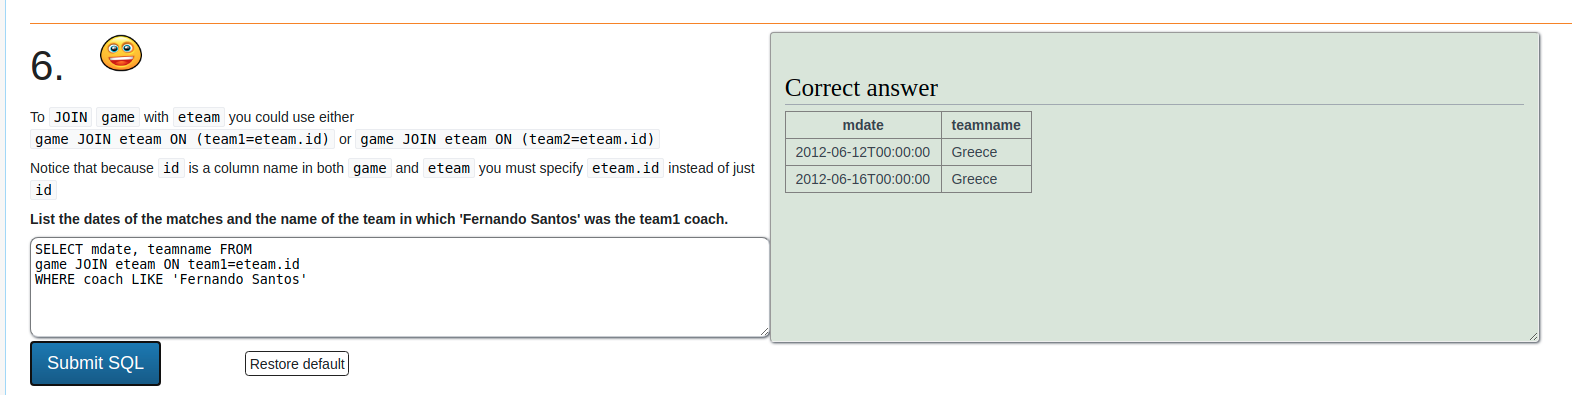 6.
To JOIN game with eteam you could use either
game JOIN eteam ON (team1=eteam.id) or game JOIN eteam ON (team2=eteam.id)
Notice that because id is a column name in both game and eteam you must specify eteam.id instead of just
id
List the dates of the matches and the name of the team in which 'Fernando Santos' was the team1 coach.
SELECT mdate, teamname FROM
game JOIN eteam ON team1=eteam.id
WHERE coach LIKE 'Fernando Santos'
Submit SQL Restore default
Correct answer
mdate teamname
2012-06-12T00:00:00 Greece
2012-06-16T00:00:00 Greece